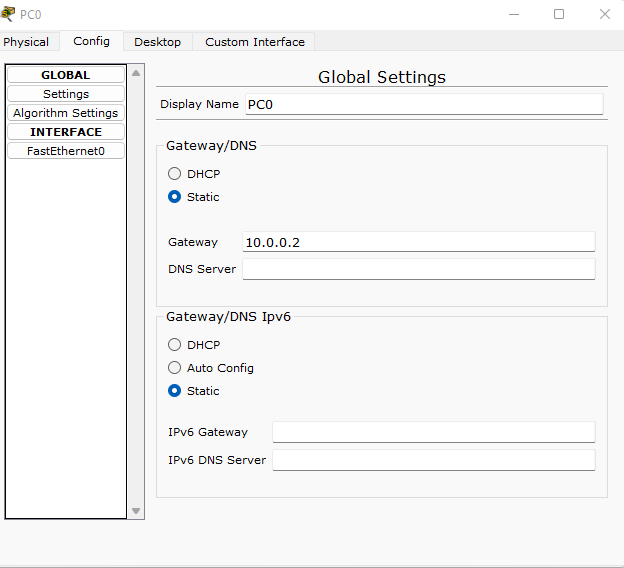 PC0
Physical Config Desktop Custom Interface
GLOBAL
Settings
Algorithm Settings
INTERFACE
FastEthernet0
Global Settings
Display Name PC0
Gateway/DNS
DHCP
Static
Gateway 10.0.0.2
DNS Server
Gateway/DNS Ipv6
DHCP
Auto Config
Static
IPv6 Gateway
IPv6 DNS Server